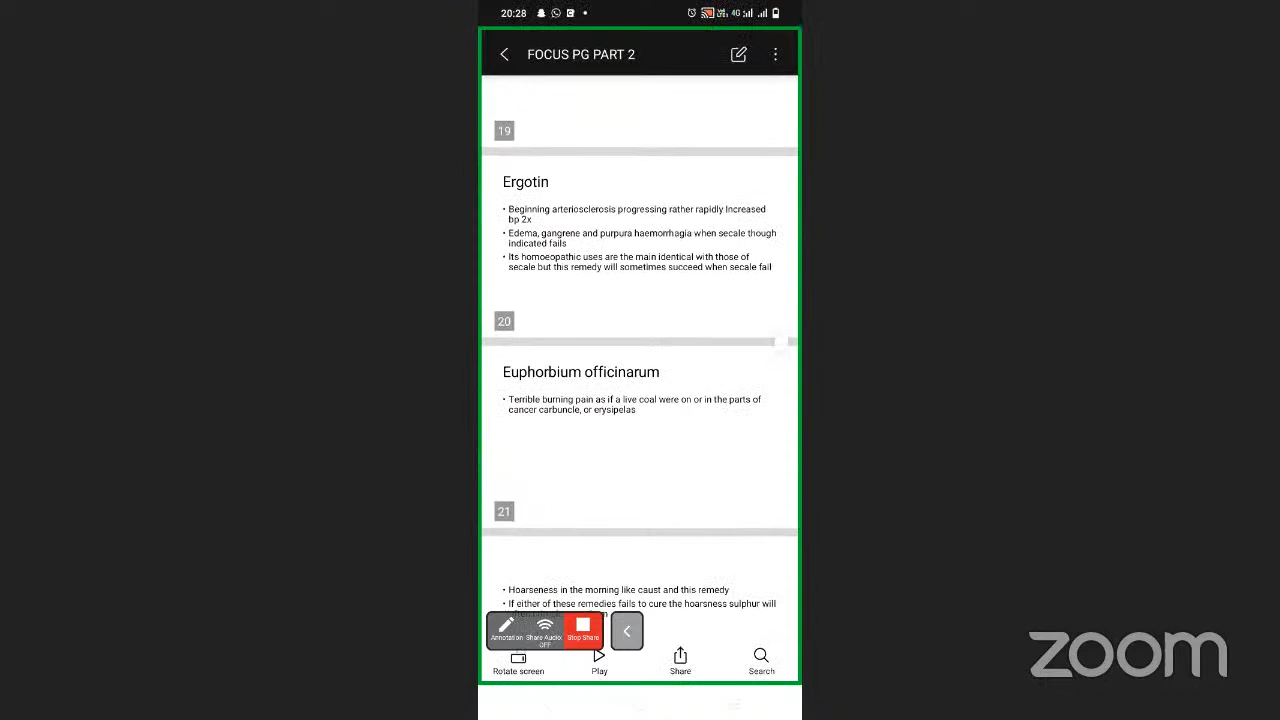 20:28
4G
FOCUS PG PART 2
19
Ergotin
• Beginning arteriosclerosis progressing rather rapidly Increased
bp 2x
• Edema, gangrene and purpura haemorrhagia when secale though
indicated fails
• Its homoeopathic uses are the main identical with those of
secale but this remedy will sometimes succeed when secale fail
20
Euphorbium officinarum
• Terrible burning pain as if a live coal were on or in the parts of
cancer carbuncle, or erysipelas
21
• Hoarseness in the morning like caust and this remedy
• If either of these remedies fails to cure the hoarsness sulphur will
Annotation
Share Audio
OFF
Stop Share
Rotate screen
Play
Share
Search
zoom